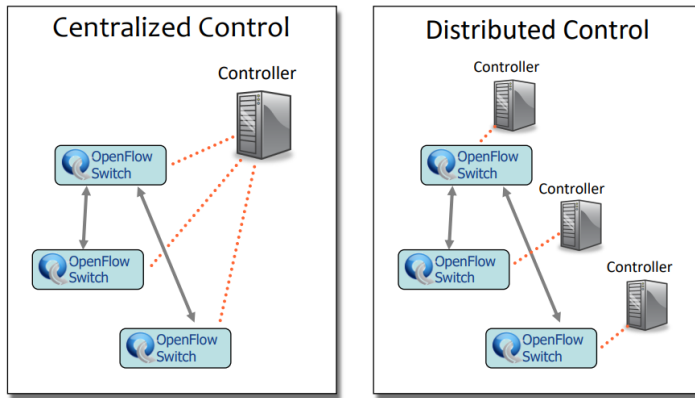 Centralized Control
Controller
OpenFlow
Switch
OpenFlow
Switch
OpenFlow
Switch
Distributed Control
Controller
OpenFlow
Switch
Controller
OpenFlow
Switch
Controller
OpenFlow
Switch